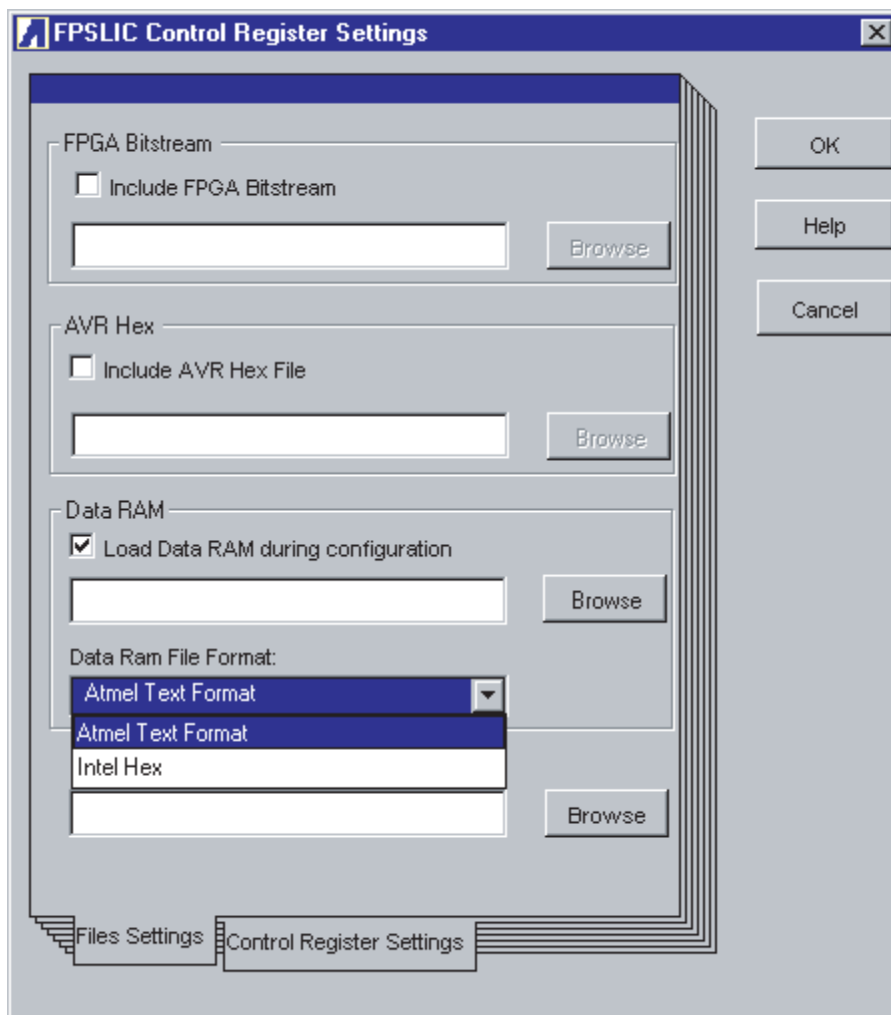 FPSLIC Control Register Settings
FPGA Bitstream
Include FPGA Bitstream
Browse
AVR Hex
Include AVR Hex File
Browse
Data RAM
Load Data RAM during configuration
Browse
Data Ram File Format:
Atmel Text Format
Atmel Text Format
Intel Hex
Browse
Files Settings
Control Register Settings
OK
Help
Cancel